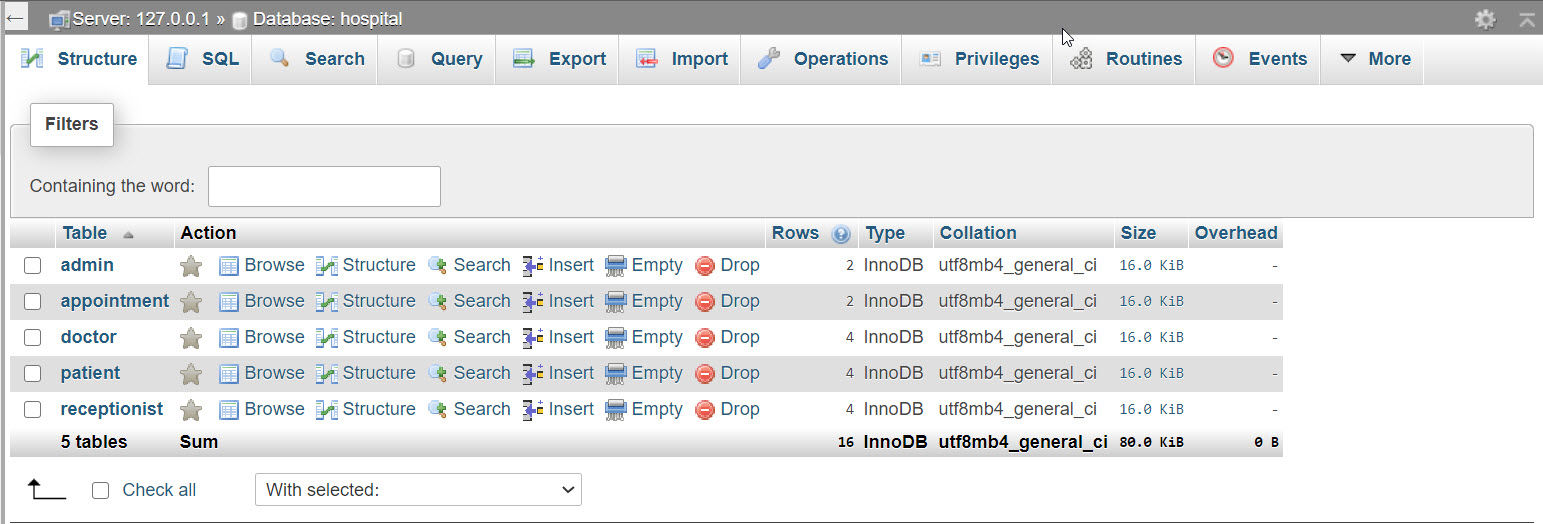 Server: 127.0.0.1 » Database: hospital
Structure SQL Search Query Export Import Operations Privileges Routines Events More
Filters
Containing the word:
Table Action Rows Type Collation Size Overhead
admin Browse Structure Search Insert Empty Drop 2 InnoDB utf8mb4_general_ci 16.0 KiB -
appointment Browse Structure Search Insert Empty Drop 2 InnoDB utf8mb4_general_ci 16.0 KiB -
doctor Browse Structure Search Insert Empty Drop 4 InnoDB utf8mb4_general_ci 16.0 KiB -
patient Browse Structure Search Insert Empty Drop 4 InnoDB utf8mb4_general_ci 16.0 KiB -
receptionist Browse Structure Search Insert Empty Drop 4 InnoDB utf8mb4_general_ci 16.0 KiB -
5 tables Sum 16 InnoDB utf8mb4_general_ci 80.0 KiB 0 B
Check all With selected: